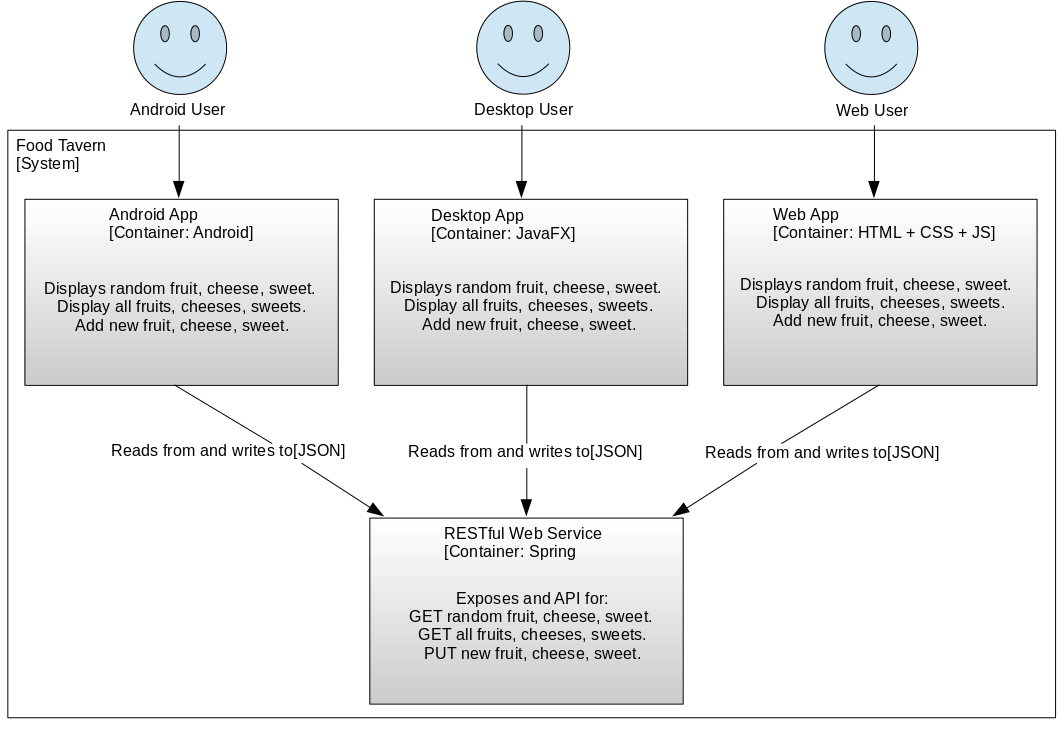 Android User
Desktop User
Web User
Food Tavern
[System]
Android App
[Container: Android]
Displays random fruit, cheese, sweet.
Display all fruits, cheeses, sweets.
Add new fruit, cheese, sweet.
Desktop App
[Container: JavaFX]
Displays random fruit, cheese, sweet.
Display all fruits, cheeses, sweets.
Add new fruit, cheese, sweet.
Web App
[Container: HTML + CSS + JS]
Displays random fruit, cheese, sweet.
Display all fruits, cheeses, sweets.
Add new fruit, cheese, sweet.
Reads from and writes to[JSON]
Reads from and writes to[JSON]
Reads from and writes to[JSON]
RESTful Web Service
[Container: Spring
Exposes and API for:
GET random fruit, cheese, sweet.
GET all fruits, cheeses, sweets.
PUT new fruit, cheese, sweet.